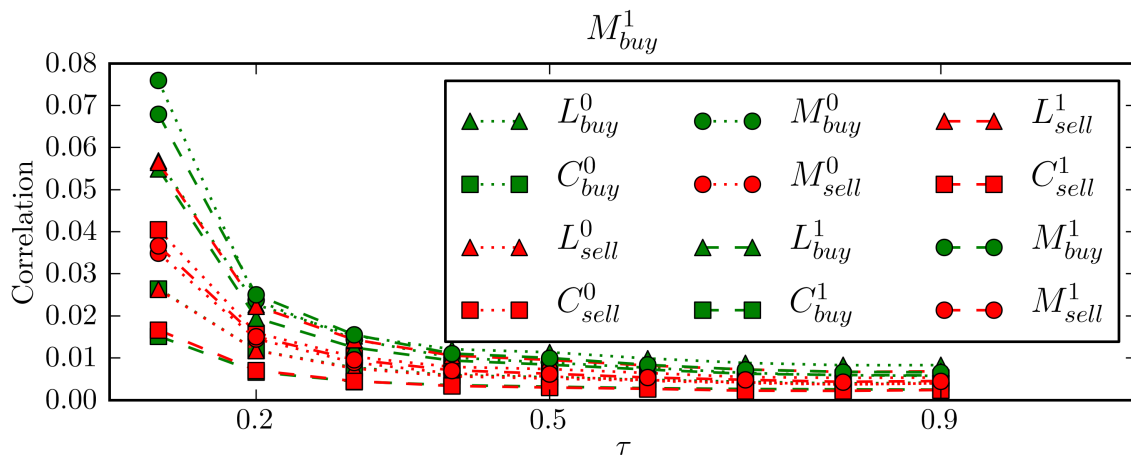 $M^1_{buy}$
0.08
0.07
0.06
0.05
0.04
0.03
0.02
0.01
0.00
Correlation
$L^0_{buy}$ $M^0_{buy}$ $L^1_{sell}$
$C^0_{buy}$ $M^0_{sell}$ $C^1_{sell}$
$L^0_{sell}$ $L^1_{buy}$ $M^1_{buy}$
$C^0_{sell}$ $C^1_{buy}$ $M^1_{sell}$
0.2 0.5 0.9
τ